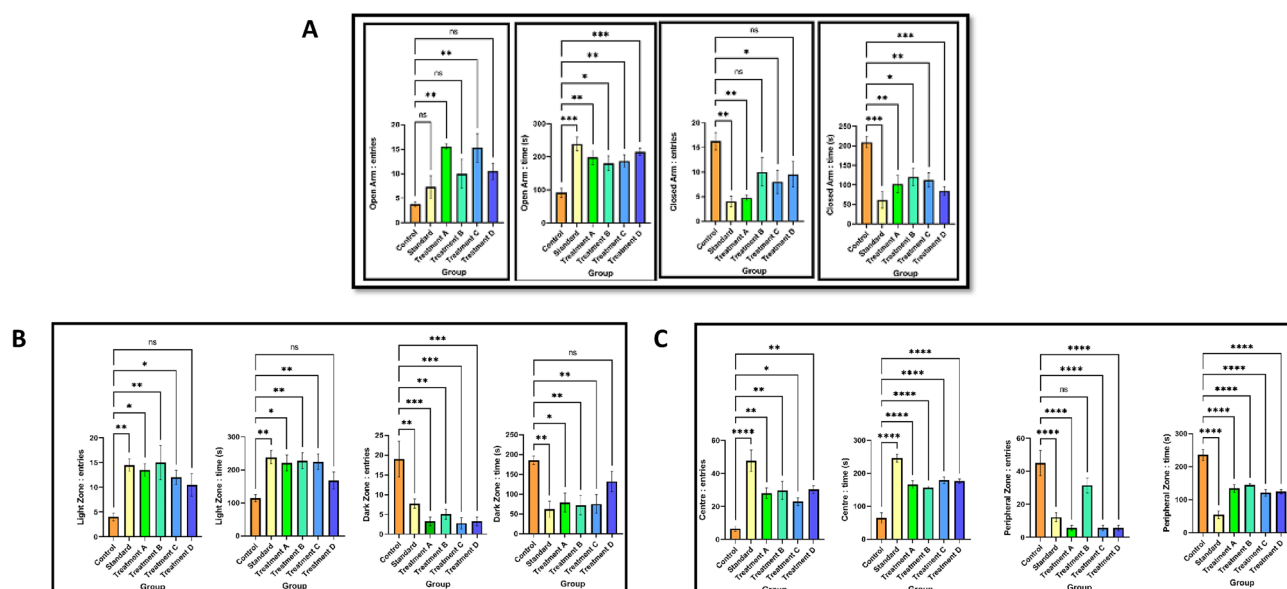 A
ns
**
ns
**
ns
Open Arm : entries
20
15
10
5
0
Control
Standard
Treatment A
Treatment B
Treatment C
Treatment D
Group
***
**
*
**
***
Open Arm : time (s)
300
200
100
0
Control
Standard
Treatment A
Treatment B
Treatment C
Treatment D
Group
ns
*
ns
**
**
Closed Arm : entries
20
15
10
5
0
Control
Standard
Treatment A
Treatment B
Treatment C
Treatment D
Group
***
**
*
**
***
Closed Arm : time (s)
250
200
150
100
50
0
Control
Standard
Treatment A
Treatment B
Treatment C
Treatment D
Group
B
ns
*
**
*
**
Light Zone : entries
20
15
10
5
0
Control
Standard
Treatment A
Treatment B
Treatment C
Treatment D
Group
ns
**
**
*
**
Light Zone : time (s)
300
200
100
0
Control
Standard
Treatment A
Treatment B
Treatment C
Treatment D
Group
***
***
**
***
**
Dark Zone : entries
25
20
15
10
5
0
Control
Standard
Treatment A
Treatment B
Treatment C
Treatment D
Group
ns
**
**
*
**
Dark Zone : time (s)
250
200
150
100
50
0
Control
Standard
Treatment A
Treatment B
Treatment C
Treatment D
Group
C
**
*
**
**
****
Centre : entries
60
40
20
0
Control
Standard
Treatment A
Treatment B
Treatment C
Treatment D
Group
****
****
****
****
****
Centre : time (s)
300
200
100
0
Control
Standard
Treatment A
Treatment B
Treatment C
Treatment D
Group
****
****
ns
****
****
Peripheral Zone : entries
60
40
20
0
Control
Standard
Treatment A
Treatment B
Treatment C
Treatment D
Group
****
****
****
****
****
Peripheral Zone : time (s)
300
200
100
0
Control
Standard
Treatment A
Treatment B
Treatment C
Treatment D
Group